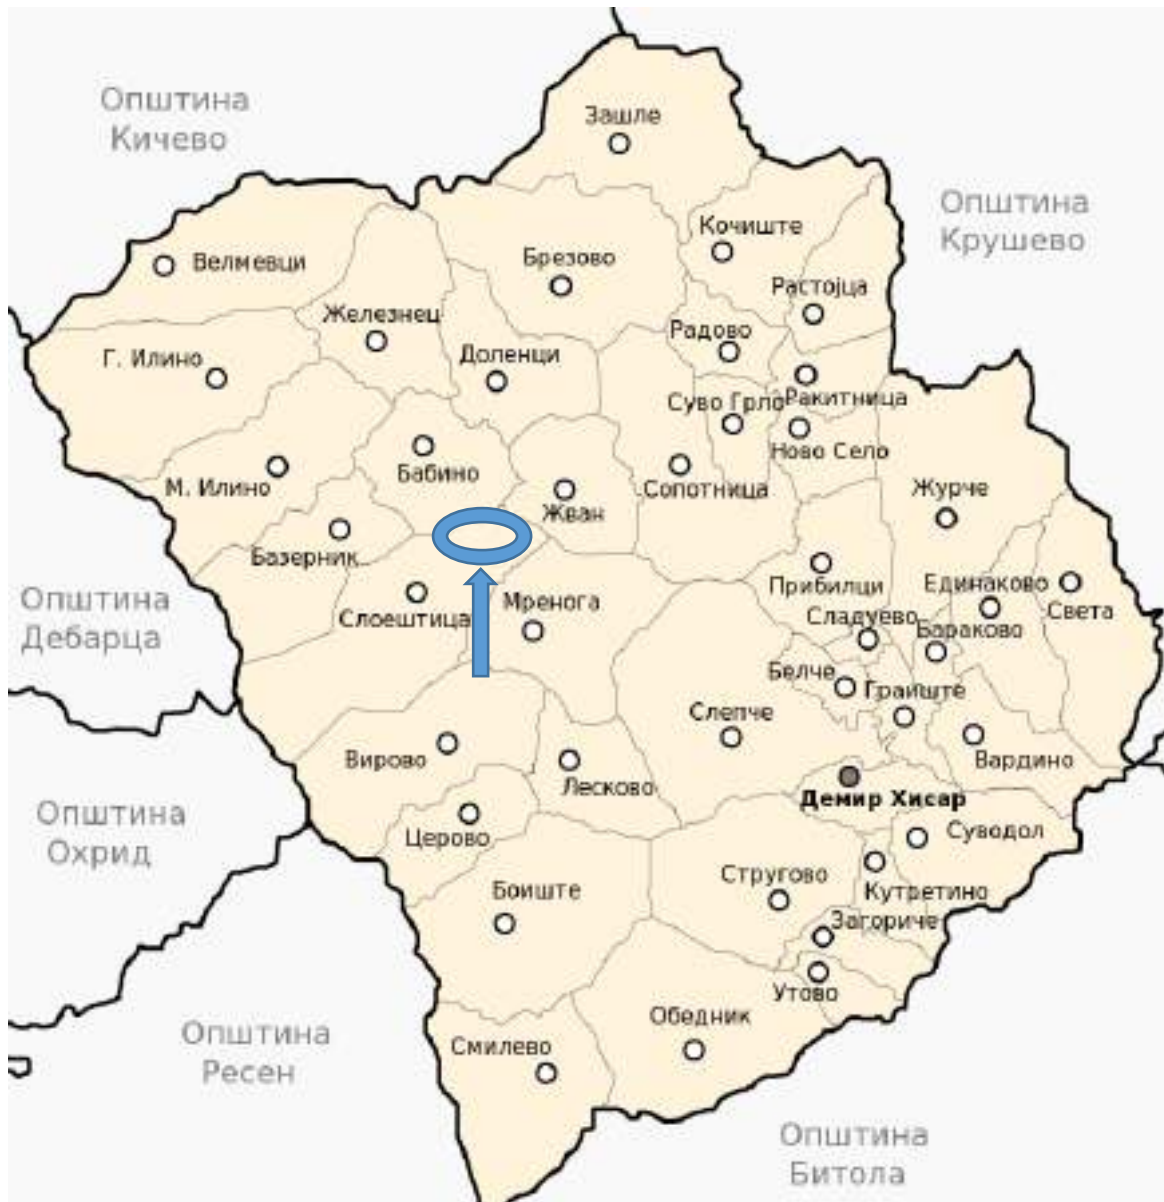 Општина
Кичево
Зашле
Општина
Крушево
Кочиште
Велмевци
Брезово
Растојца
Железнец
Радово
Г. Илино
Доленци
Суво Грло
Ракитница
Ново Село
Бабино
М. Илино
Сопотница
Журче
Жван
Базерник
Прибилци
Единаково
Општина
Дебарца
Слоештица
Мренога
Сладуево
Света
Бараково
Белче
Граиште
Слепче
Вирово
Вардино
Лесково
Демир Хисар
Општина
Охрид
Церово
Суводол
Стругово
Боиште
Кутретино
Загориче
Утово
Обедник
Општина
Ресен
Смилево
Општина
Битола